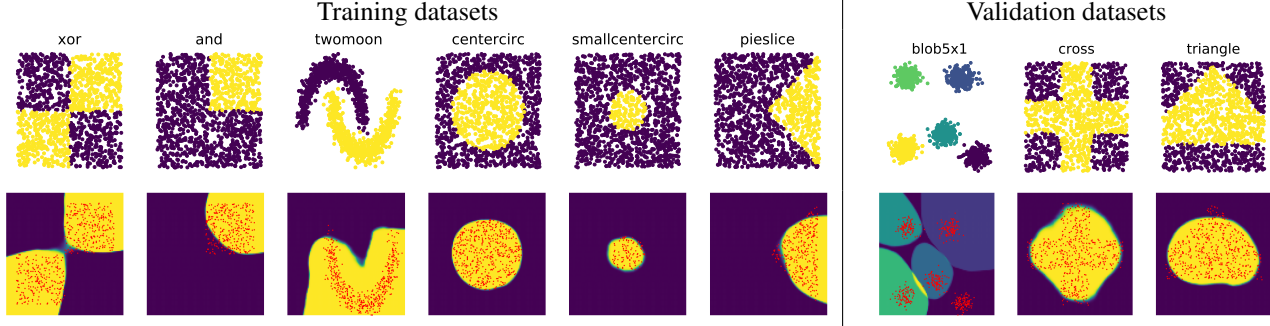 Training datasets
Validation datasets
xor
and
twomoon
centercirc
smallcentercirc
pieslice
blob5x1
cross
triangle